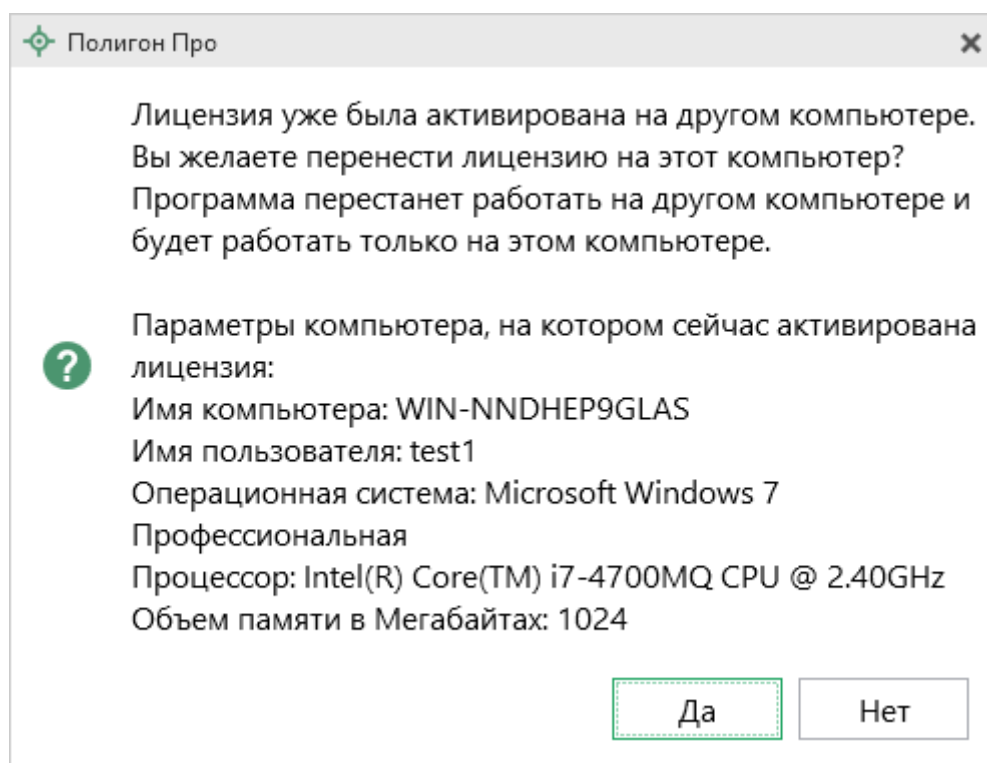 Полигон Про
Лицензия уже была активирована на другом компьютере.
Вы желаете перенести лицензию на этот компьютер?
Программа перестанет работать на другом компьютере и
будет работать только на этом компьютере.
Параметры компьютера, на котором сейчас активирована
лицензия:
Имя компьютера: WIN-NNDHEP9GLAS
Имя пользователя: test1
Операционная система: Microsoft Windows 7
Профессиональная
Процессор: Intel(R) Core(TM) i7-4700MQ CPU @ 2.40GHz
Объем памяти в Мегабайтах: 1024
Да
Нет